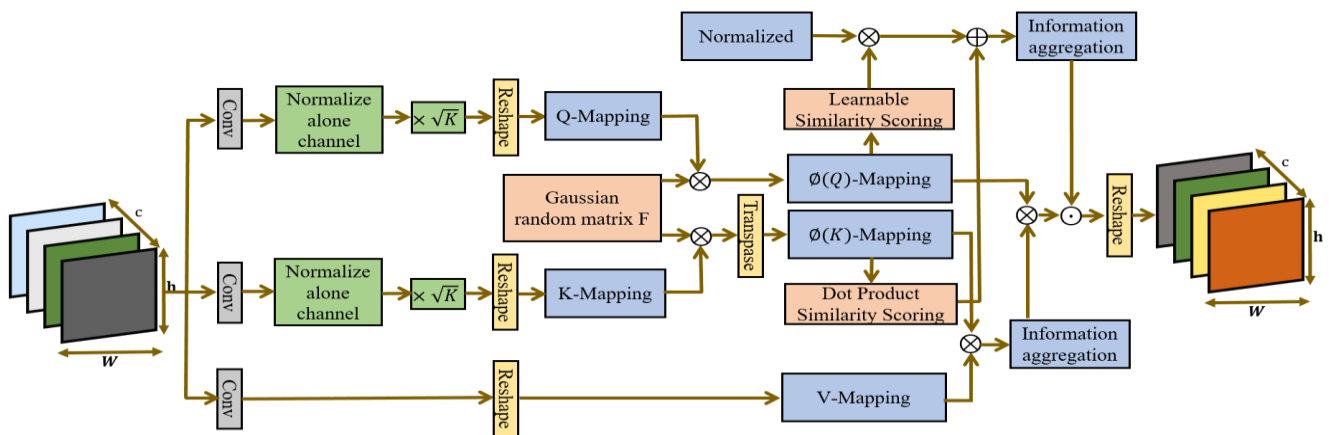 Normalized
Information
aggregation
Conv
Normalize
alone
channel
× √K
Reshape
Q-Mapping
Learnable
Similarity Scoring
Gaussian
random matrix F
Transpase
Ø(Q)-Mapping
Ø(K)-Mapping
c
h
W
Conv
Normalize
alone
channel
× √K
Reshape
K-Mapping
Dot Product
Similarity Scoring
Information
aggregation
Conv
Reshape
V-Mapping
Reshape
c
h
W